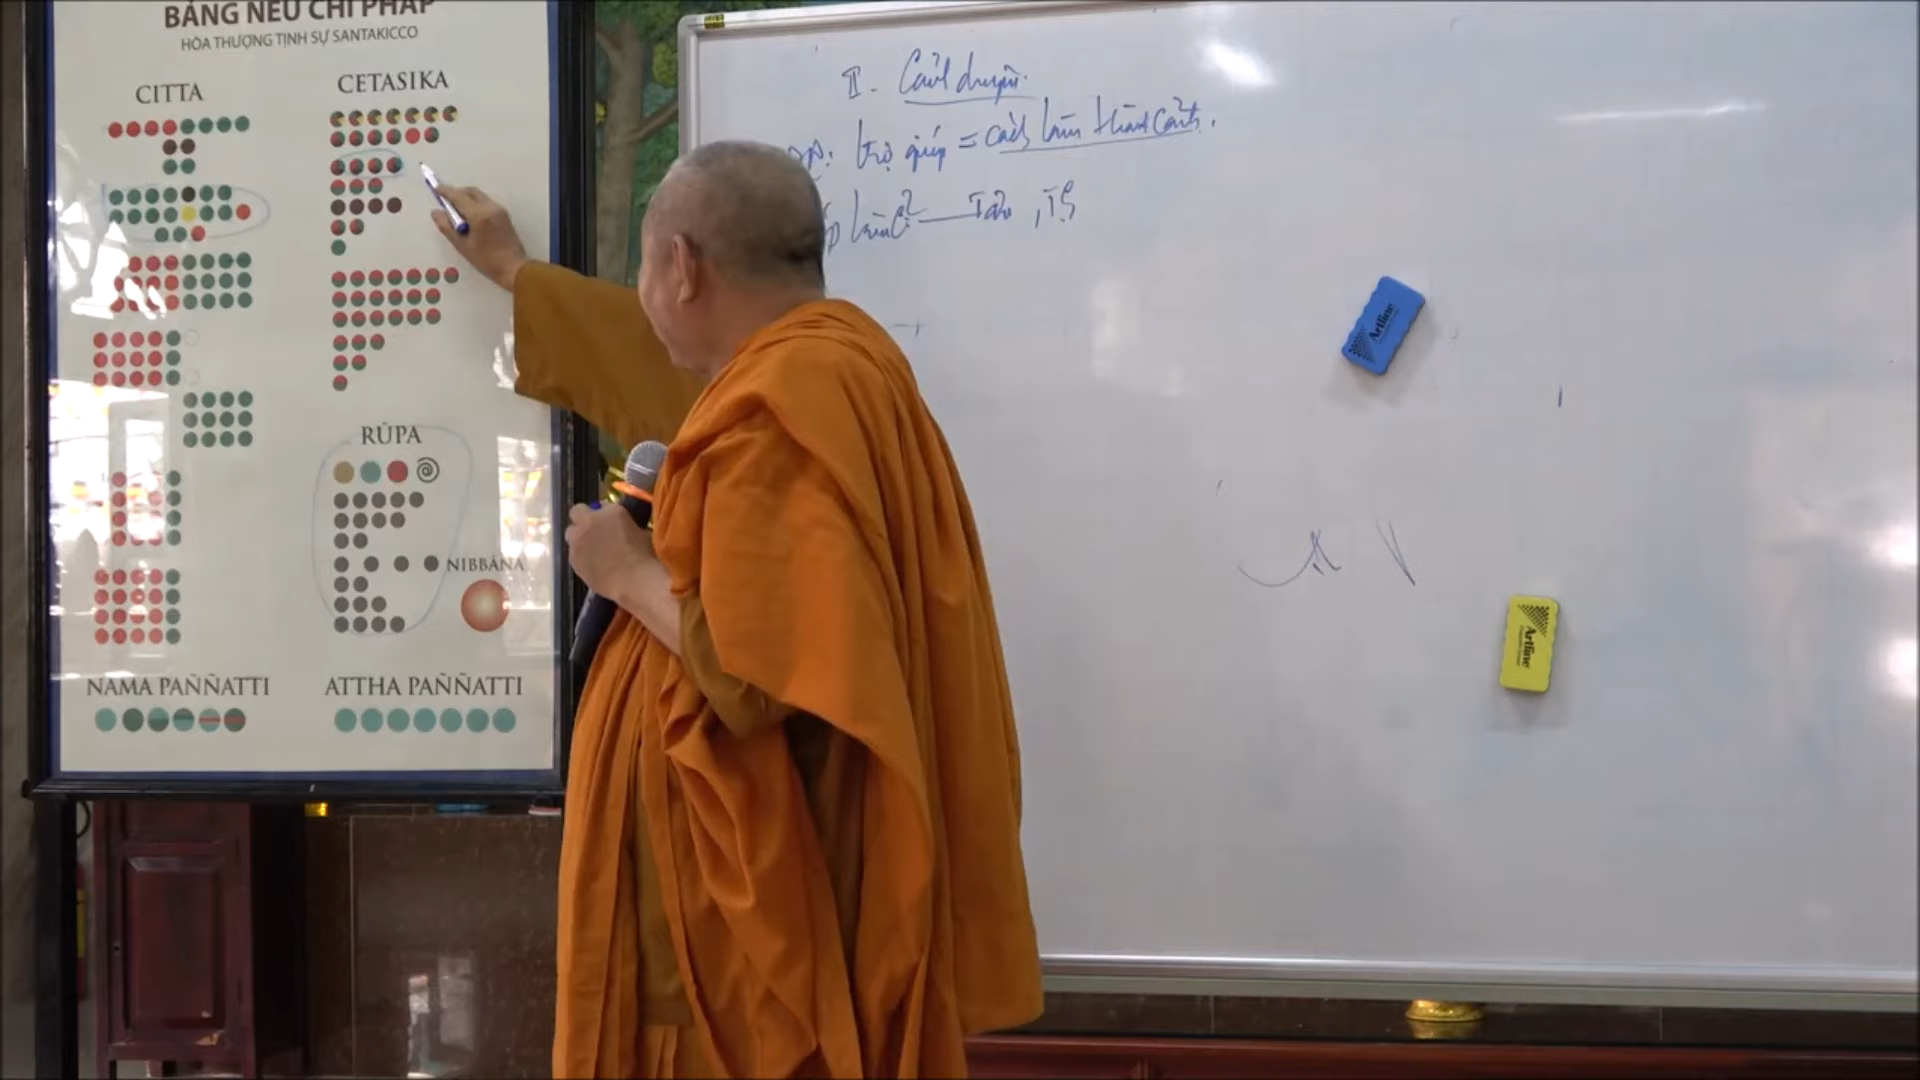 BẢNG NÊU CHI PHÁP
HÒA THƯỢNG TỊNH SỰ SANTAKICCO
CITTA
CETASIKA
RŪPA
NIBBĀNA
NAMA PAÑÑATTI
ATTHA PAÑÑATTI
II. Cảnh duyên.
trợ giúp = cách làm thành cảnh.
Artline
Artline